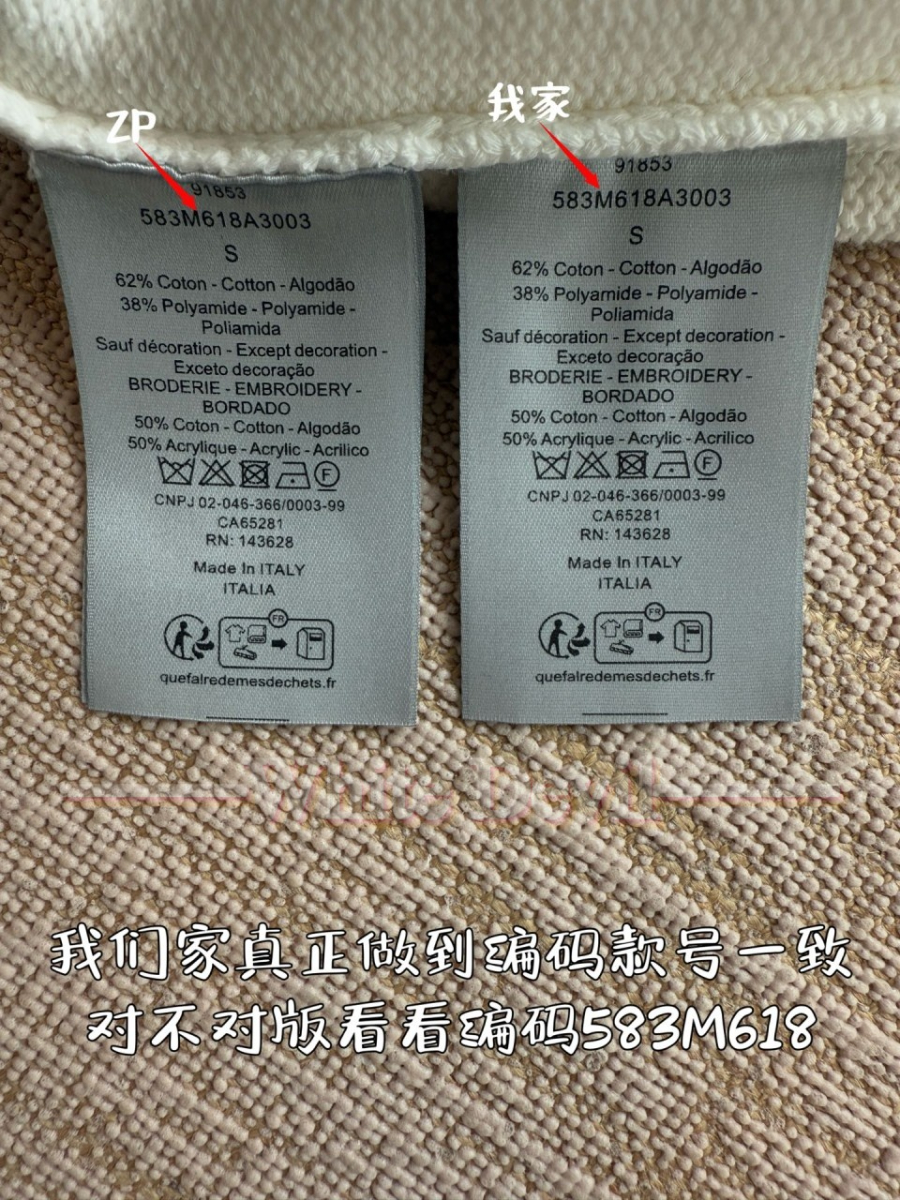 ZP
我家
91853
583M618A3003
S
62% Coton - Cotton - Algodão
38% Polyamide - Polyamide -
Poliamida
Sauf décoration - Except decoration -
Exceto decoração
BRODERIE - EMBROIDERY -
BORDADO
50% Coton - Cotton - Algodão
50% Acrylique - Acrylic - Acrilico
F
CNPJ 02-046-366/0003-99
CA65281
RN: 143628
Made In ITALY
ITALIA
FR
quefairedemesdechets.fr
91853
583M618A3003
S
62% Coton - Cotton - Algodão
38% Polyamide - Polyamide -
Poliamida
Sauf décoration - Except decoration -
Exceto decoração
BRODERIE - EMBROIDERY -
BORDADO
50% Coton - Cotton - Algodão
50% Acrylique - Acrylic - Acrilico
F
CNPJ 02-046-366/0003-99
CA65281
RN: 143628
Made In ITALY
ITALIA
FR
quefairedemesdechets.fr
White Devil
我们家真正做到编码款号一致
对不对版看看编码583M618